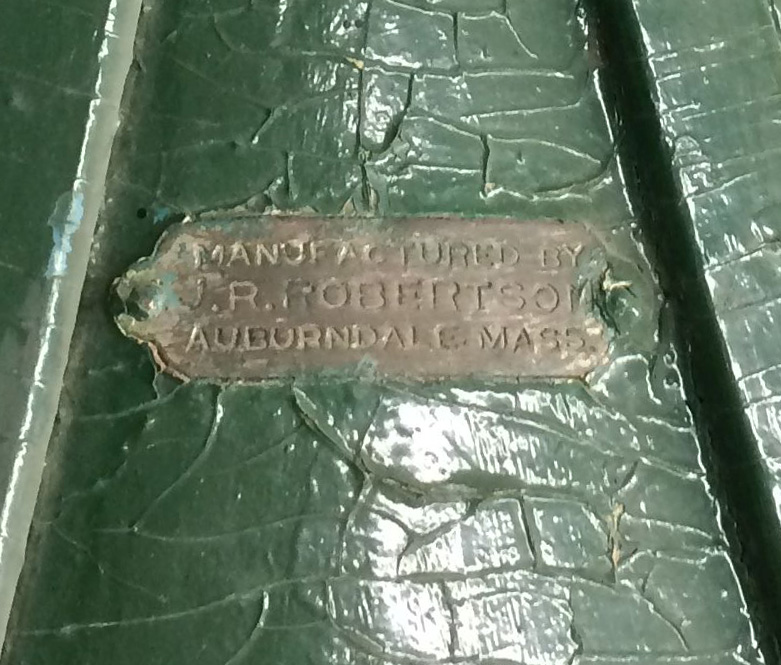 MANUFACTURED BY
J.R. ROBERTSON
AUBURNDALE MASS.